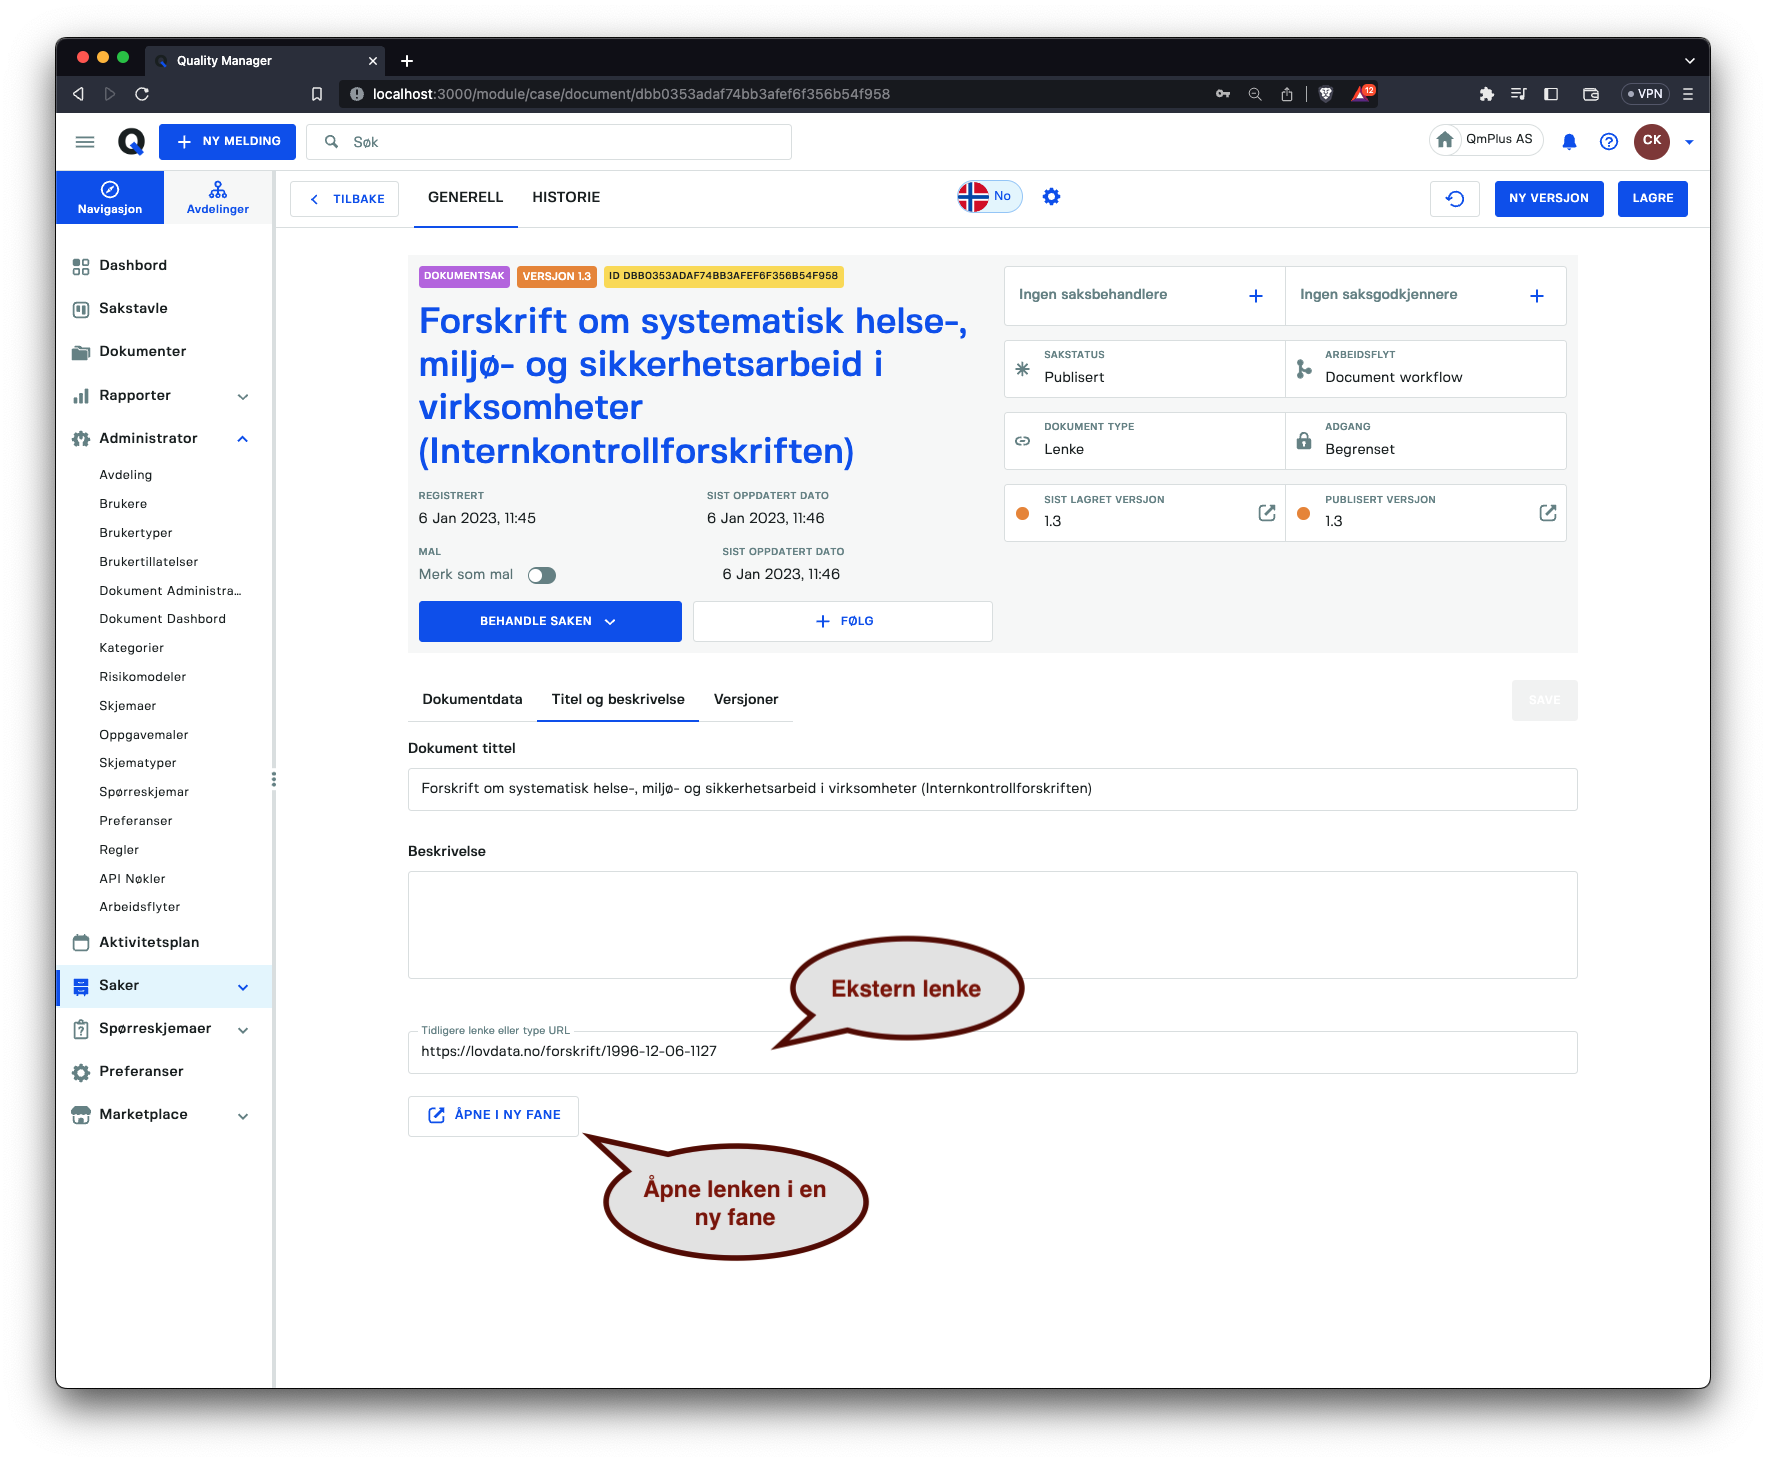 Quality Manager
localhost:3000/module/case/document/dbb0353adaf74bb3afef6f356b54f958
12
VPN
NY MELDING
Søk
QmPlus AS
CK
Navigasjon
Avdelinger
TILBAKE
GENERELL
HISTORIE
No
NY VERSJON
LAGRE
Dashbord
Sakstavle
Dokumenter
Rapporter
Administrator
Avdeling
Brukere
Brukertyper
Brukertillatelser
Dokument Administra...
Dokument Dashbord
Kategorier
Risikomodeler
Skjemaer
Oppgavemaler
Skjematyper
Spørreskjemar
Preferanser
Regler
API Nøkler
Arbeidsflyter
Aktivitetsplan
Saker
Spørreskjemaer
Preferanser
Marketplace
DOKUMENTSAK
VERSJON 1.3
ID DBB0353ADAF74BB3AFEF6F356B54F958
Forskrift om systematisk helse-,
miljø- og sikkerhetsarbeid i
virksomheter
(Internkontrollforskriften)
REGISTRERT
6 Jan 2023, 11:45
SIST OPPDATERT DATO
6 Jan 2023, 11:46
MAL
Merk som mal
SIST OPPDATERT DATO
6 Jan 2023, 11:46
BEHANDLE SAKEN
FØLG
Ingen saksbehandlere
Ingen saksgodkjennere
SAKSTATUS
Publisert
ARBEIDSFLYT
Document workflow
DOKUMENT TYPE
Lenke
ADGANG
Begrenset
SIST LAGRET VERSJON
1.3
PUBLISERT VERSJON
1.3
Dokumentdata
Titel og beskrivelse
Versjoner
SAVE
Dokument tittel
Forskrift om systematisk helse-, miljø- og sikkerhetsarbeid i virksomheter (Internkontrollforskriften)
Beskrivelse
Ekstern lenke
Tidligere lenke eller type URL
https://lovdata.no/forskrift/1996-12-06-1127
ÅPNE I NY FANE
Åpne lenken i en
ny fane